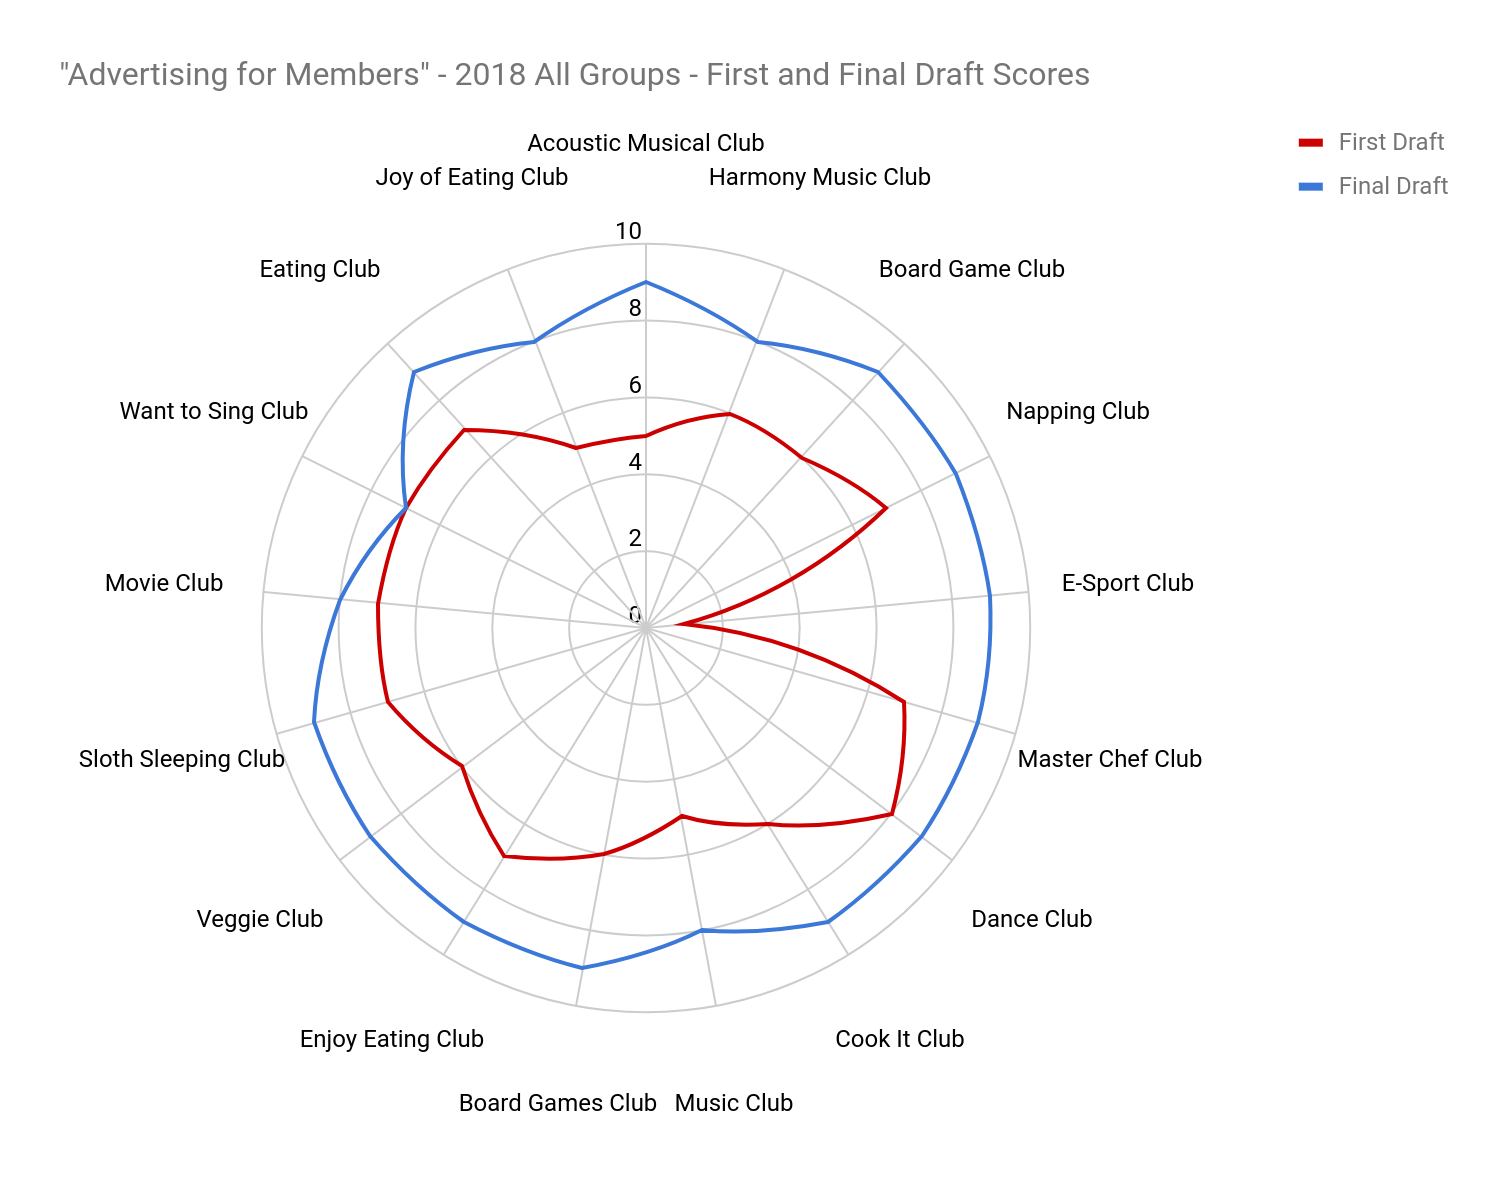 "Advertising for Members" - 2018 All Groups - First and Final Draft Scores
First Draft
Final Draft
Acoustic Musical Club
Joy of Eating Club
Harmony Music Club
10
Eating Club
Board Game Club
8
6
Want to Sing Club
Napping Club
4
2
Movie Club
E-Sport Club
0
Sloth Sleeping Club
Master Chef Club
Veggie Club
Dance Club
Enjoy Eating Club
Cook It Club
Board Games Club
Music Club